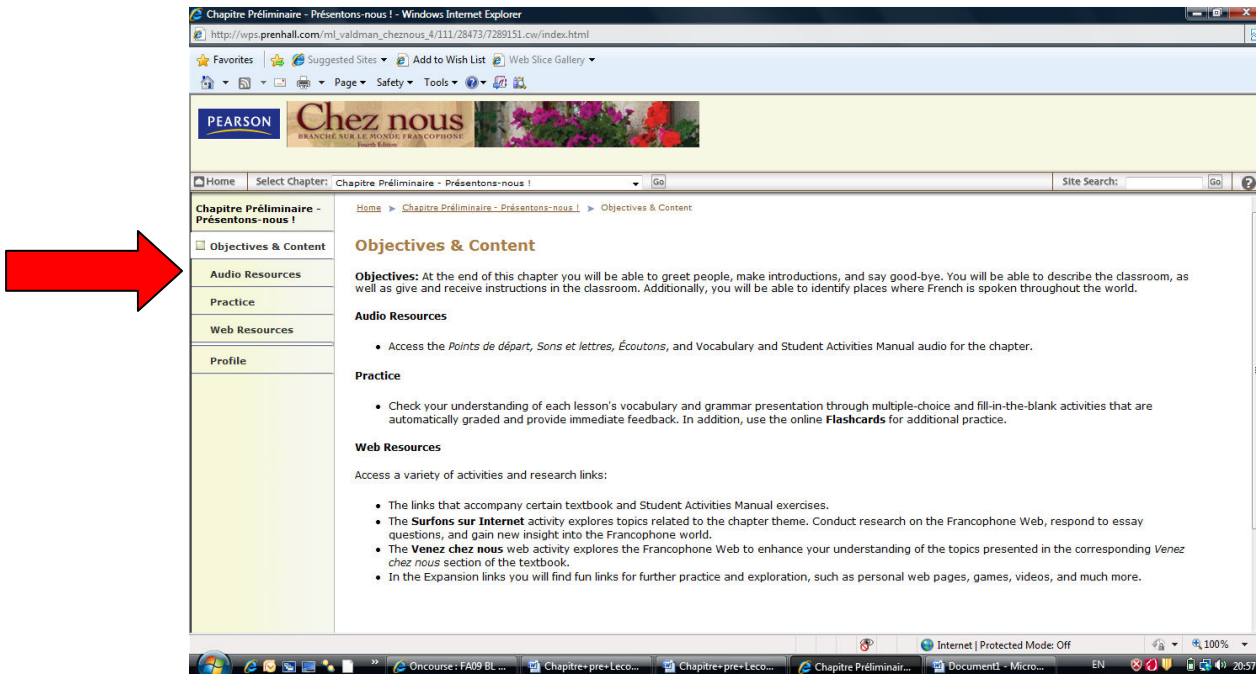 Chapitre Préliminaire - Présentons-nous ! - Windows Internet Explorer
http://wps.prenhall.com/ml_valdman_cheznous_4/111/28473/7289151.cw/index.html
Favorites Suggested Sites Add to Wish List Web Slice Gallery
Page Safety Tools
PEARSON
Chez nous
BRANCHÉ SUR LE MONDE FRANCOPHONE
Fourth Edition
Home Select Chapter: Chapitre Préliminaire - Présentons-nous ! Go Site Search: Go
Chapitre Préliminaire -
Présentons-nous !
Objectives & Content
Audio Resources
Practice
Web Resources
Profile
Home Chapitre Préliminaire - Présentons-nous ! Objectives & Content
Objectives & Content
Objectives: At the end of this chapter you will be able to greet people, make introductions, and say good-bye. You will be able to describe the classroom, as
well as give and receive instructions in the classroom. Additionally, you will be able to identify places where French is spoken throughout the world.
Audio Resources
• Access the Points de départ, Sons et lettres, Écoutons, and Vocabulary and Student Activities Manual audio for the chapter.
Practice
• Check your understanding of each lesson's vocabulary and grammar presentation through multiple-choice and fill-in-the-blank activities that are
automatically graded and provide immediate feedback. In addition, use the online Flashcards for additional practice.
Web Resources
Access a variety of activities and research links:
• The links that accompany certain textbook and Student Activities Manual exercises.
• The Surfons sur Internet activity explores topics related to the chapter theme. Conduct research on the Francophone Web, respond to essay
questions, and gain new insight into the Francophone world.
• The Venez chez nous web activity explores the Francophone Web to enhance your understanding of the topics presented in the corresponding Venez
chez nous section of the textbook.
• In the Expansion links you will find fun links for further practice and exploration, such as personal web pages, games, videos, and much more.
Internet | Protected Mode: Off 100%
Oncourse : FA09 BL ... Chapitre+pre+Leco... Chapitre+pre+Leco... Chapitre Préliminair... Document1 - Micro... EN 20:57